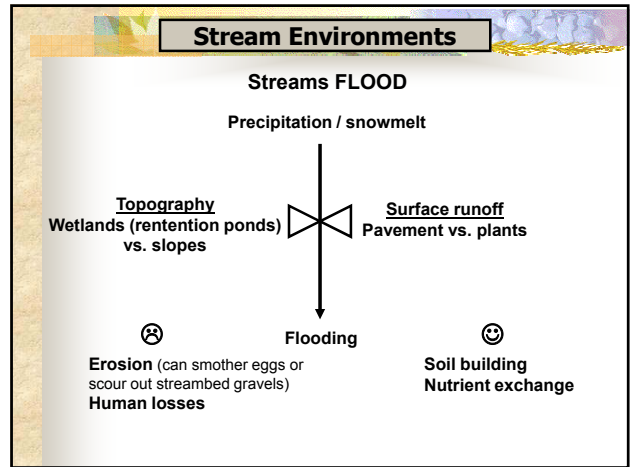 Stream Environments
Streams FLOOD
Precipitation / snowmelt
Topography
Wetlands (rentention ponds)
vs. slopes
Surface runoff
Pavement vs. plants
Flooding
Erosion (can smother eggs or
scour out streambed gravels)
Human losses
Soil building
Nutrient exchange